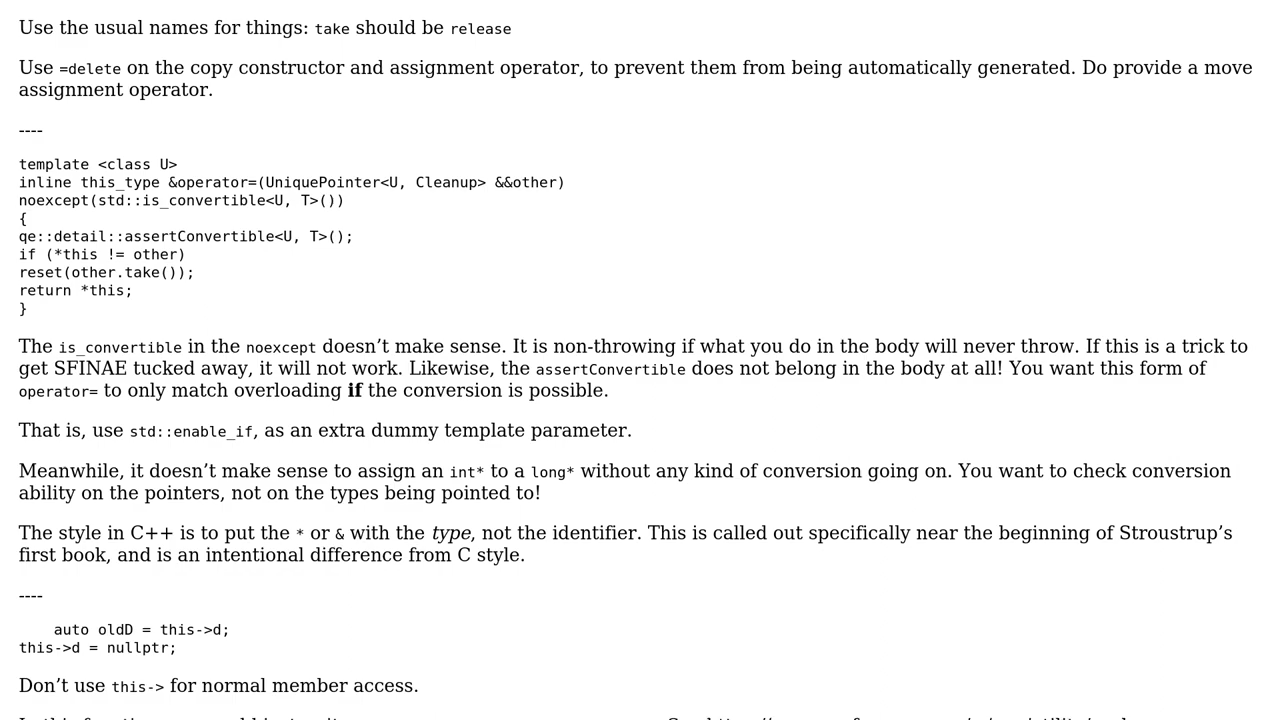 Use the usual names for things: take should be release
Use =delete on the copy constructor and assignment operator, to prevent them from being automatically generated. Do provide a move
assignment operator.
----
template <class U>
inline this_type &operator=(UniquePointer<U, Cleanup> &&other)
noexcept(std::is_convertible<U, T>())
{
qe::detail::assertConvertible<U, T>();
if (*this != other)
reset(other.take());
return *this;
}
The is_convertible in the noexcept doesn’t make sense. It is non-throwing if what you do in the body will never throw. If this is a trick to
get SFINAE tucked away, it will not work. Likewise, the assertConvertible does not belong in the body at all! You want this form of
operator= to only match overloading if the conversion is possible.
That is, use std::enable_if, as an extra dummy template parameter.
Meanwhile, it doesn’t make sense to assign an int* to a long* without any kind of conversion going on. You want to check conversion
ability on the pointers, not on the types being pointed to!
The style in C++ is to put the * or & with the type, not the identifier. This is called out specifically near the beginning of Stroustrup’s
first book, and is an intentional difference from C style.
----
auto oldD = this->d;
this->d = nullptr;
Don’t use this-> for normal member access.